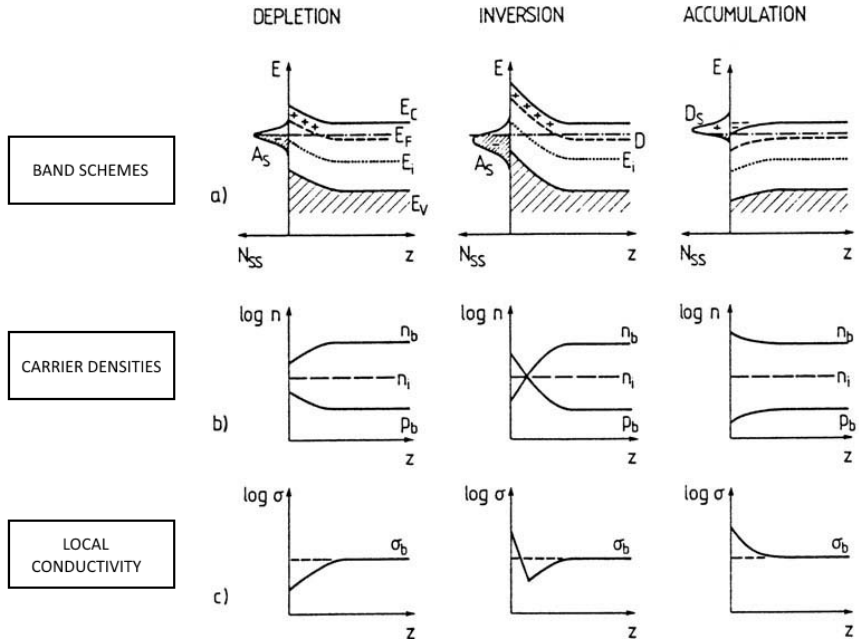 DEPLETION INVERSION ACCUMULATION
BAND SCHEMES
a)
E
E_C
E_F
E_i
E_V
A_S
N_SS
z
E
D
E_i
A_S
N_SS
z
E
D_S
N_SS
z
CARRIER DENSITIES
b)
log n
n_b
n_i
p_b
z
log n
n_b
n_i
p_b
z
log n
n_b
n_i
p_b
z
LOCAL
CONDUCTIVITY
c)
log σ
σ_b
z
log σ
σ_b
z
log σ
σ_b
z